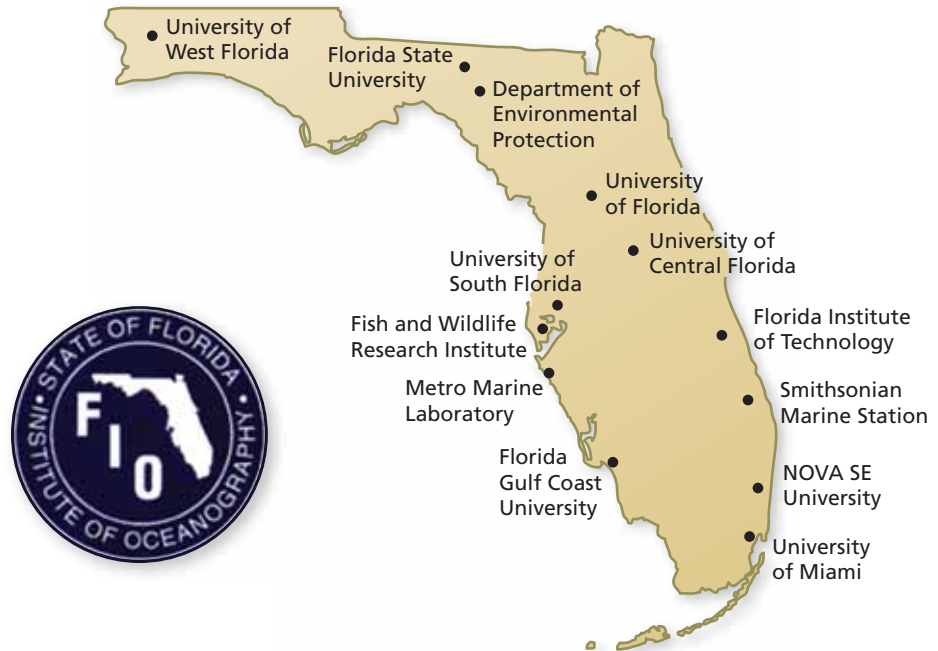 University of
West Florida
Florida State
University
Department of
Environmental
Protection
University
of Florida
University of
Central Florida
University of
South Florida
Fish and Wildlife
Research Institute
Florida Institute
of Technology
Metro Marine
Laboratory
Smithsonian
Marine Station
Florida
Gulf Coast
University
NOVA SE
University
University
of Miami
STATE OF FLORIDA
INSTITUTE OF OCEANOGRAPHY
F
I
O